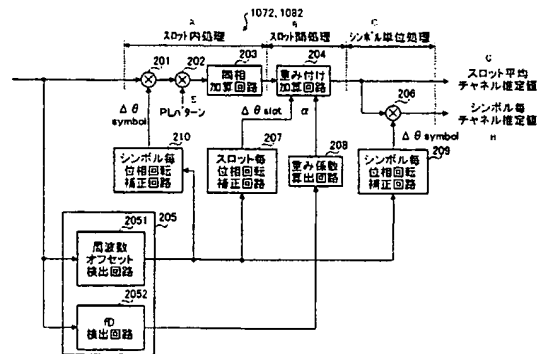 1072, 1082
A B C
スロット内処理 スロット間処理 シンボル単位処理
201 202 203 204
同相
加算回路
重み付け
加算回路
G
スロット平均
チャネル推定値
206
シンボル毎
チャネル推定値
H
Δθ
symbol
E
PLパターン
Δθ slot
α
Δθ symbol
210
シンボル毎
位相回転
補正回路
207
スロット毎
位相回転
補正回路
208
重み係数
算出回路
209
シンボル毎
位相回転
補正回路
205
2051
周波数
オフセット
検出回路
2052
fD
検出回路